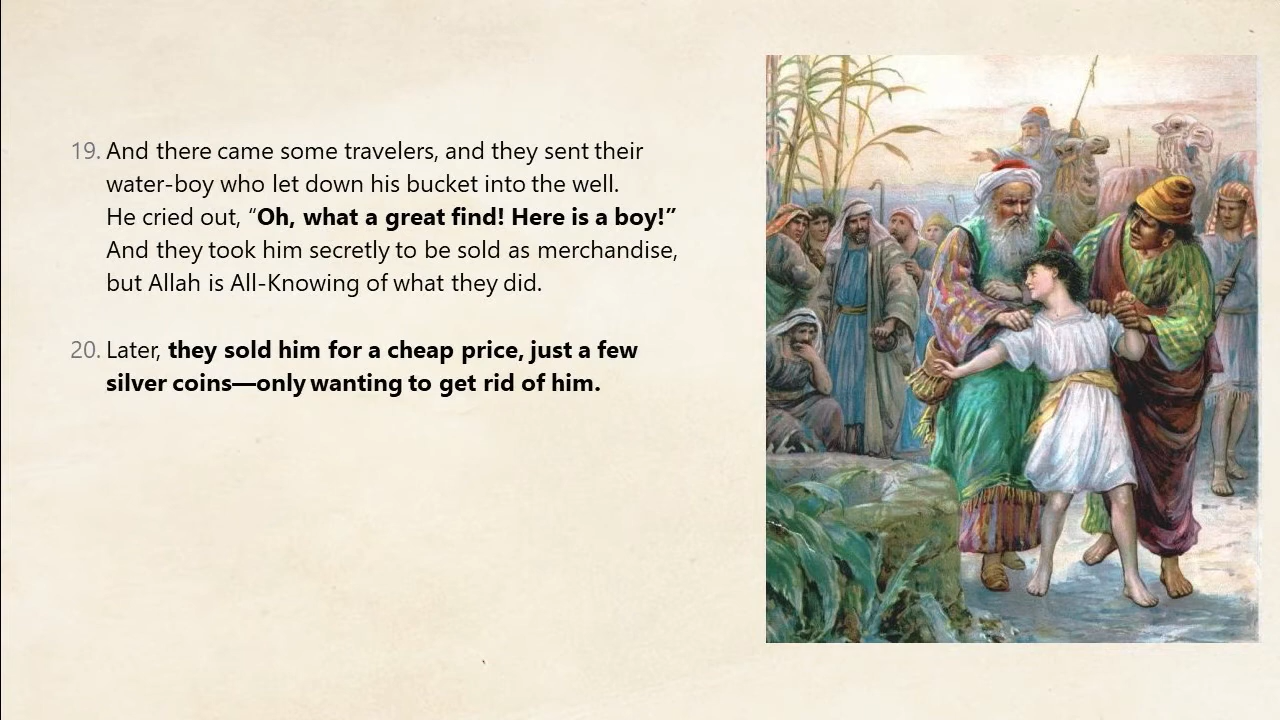 19. And there came some travelers, and they sent their
water-boy who let down his bucket into the well.
He cried out, “Oh, what a great find! Here is a boy!”
And they took him secretly to be sold as merchandise,
but Allah is All-Knowing of what they did.
20. Later, they sold him for a cheap price, just a few
silver coins—only wanting to get rid of him.